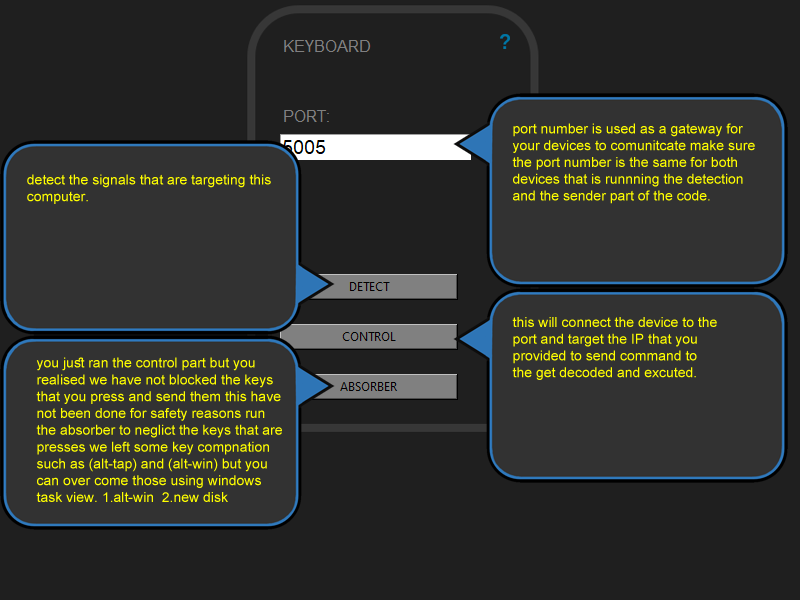 KEYBOARD
?
PORT:
5005
port number is used as a gateway for
your devices to comunitcate make sure
the port number is the same for both
devices that is runnning the detection
and the sender part of the code.
detect the signals that are targeting this
computer.
DETECT
CONTROL
this will connect the device to the
port and target the IP that you
provided to send command to
the get decoded and excuted.
ABSORBER
you just ran the control part but you
realised we have not blocked the keys
that you press and send them this have
not been done for safety reasons run
the absorber to neglict the keys that are
presses we left some key compnation
such as (alt-tap) and (alt-win) but you
can over come those using windows
task view. 1.alt-win 2.new disk